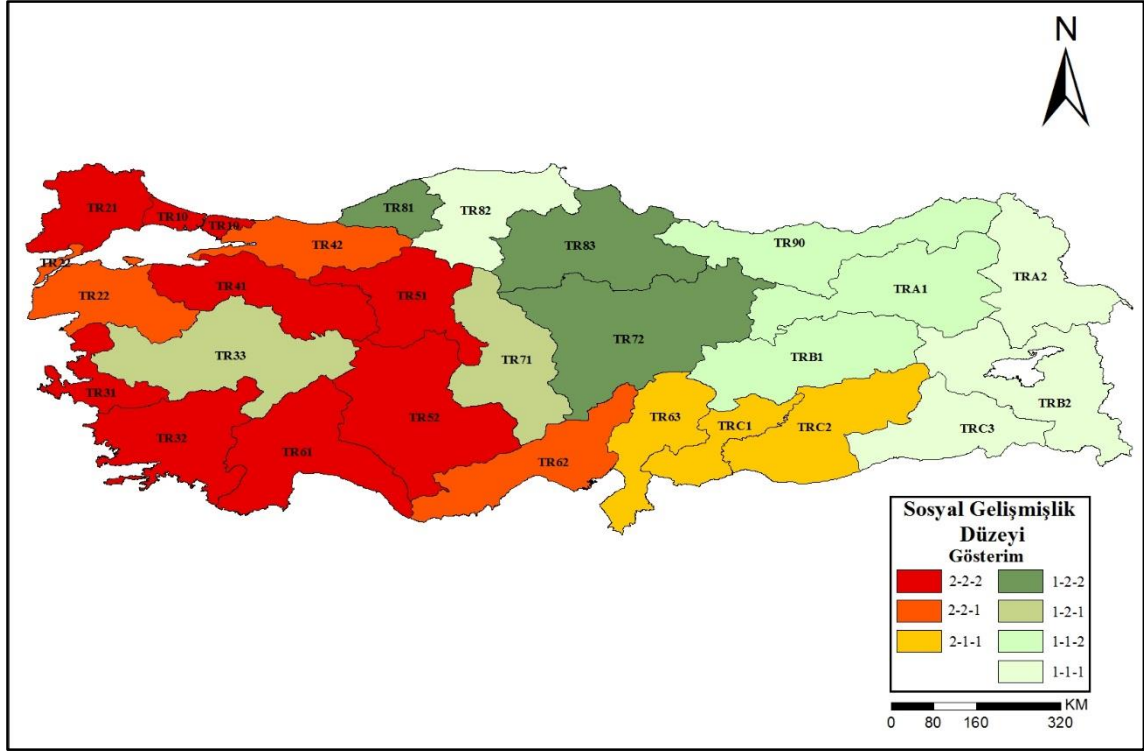 N
TR21
TR10
TR10
TR81
TR82
TR42
TR83
TR90
TRA2
TR22
TR22
TR41
TR51
TRA1
TR72
TR33
TR71
TRB1
TR31
TR63
TRC1
TRC2
TRB2
TR32
TR52
TR61
TR62
TRC3
Sosyal Gelişmişlik
Düzeyi
Gösterim
2-2-2 1-2-2
2-2-1 1-2-1
2-1-1 1-1-2
1-1-1
KM
0 80 160 320